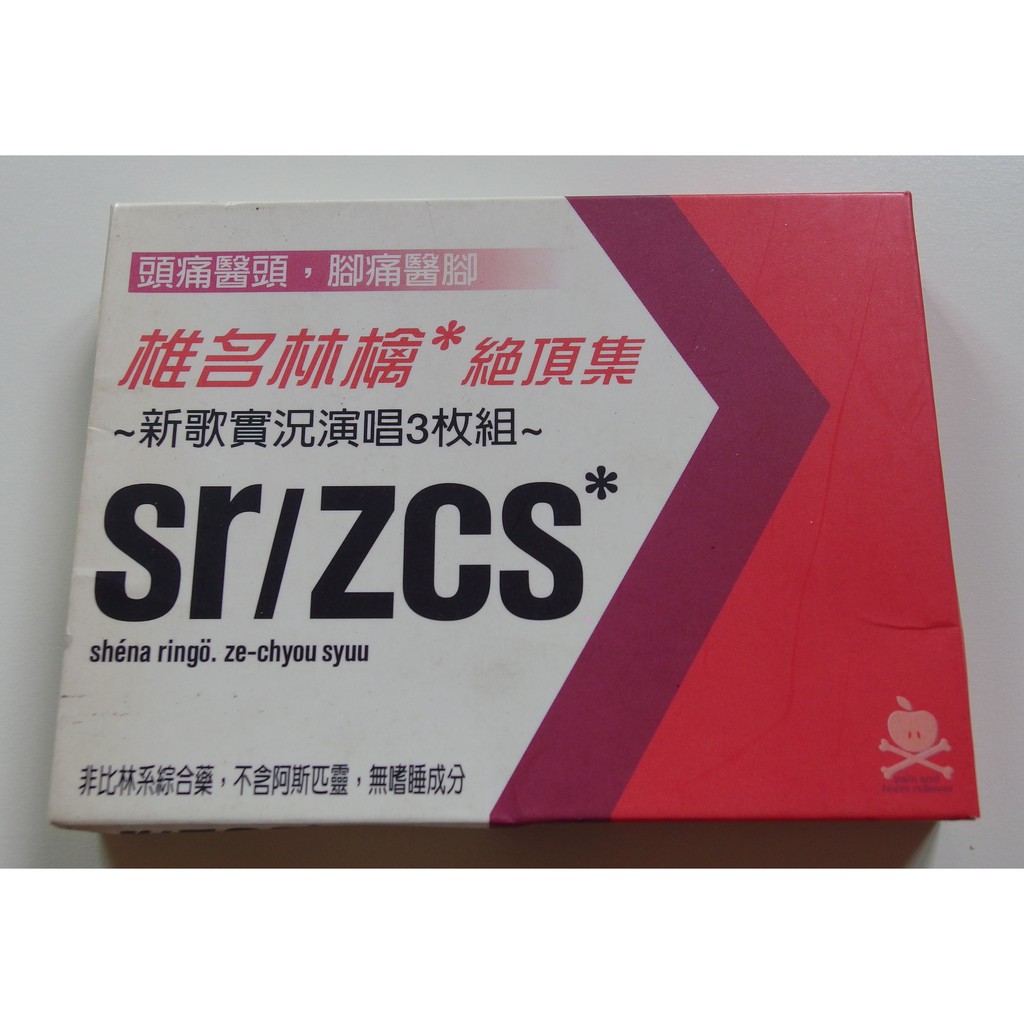 頭痛醫頭，腳痛醫腳
椎名林檎*絕頂集
~新歌實況演唱3枚組~
sr/zcs*
shéna ringö. ze-chyou syuu
非比林系綜合藥，不含阿斯匹靈，無嗜睡成分